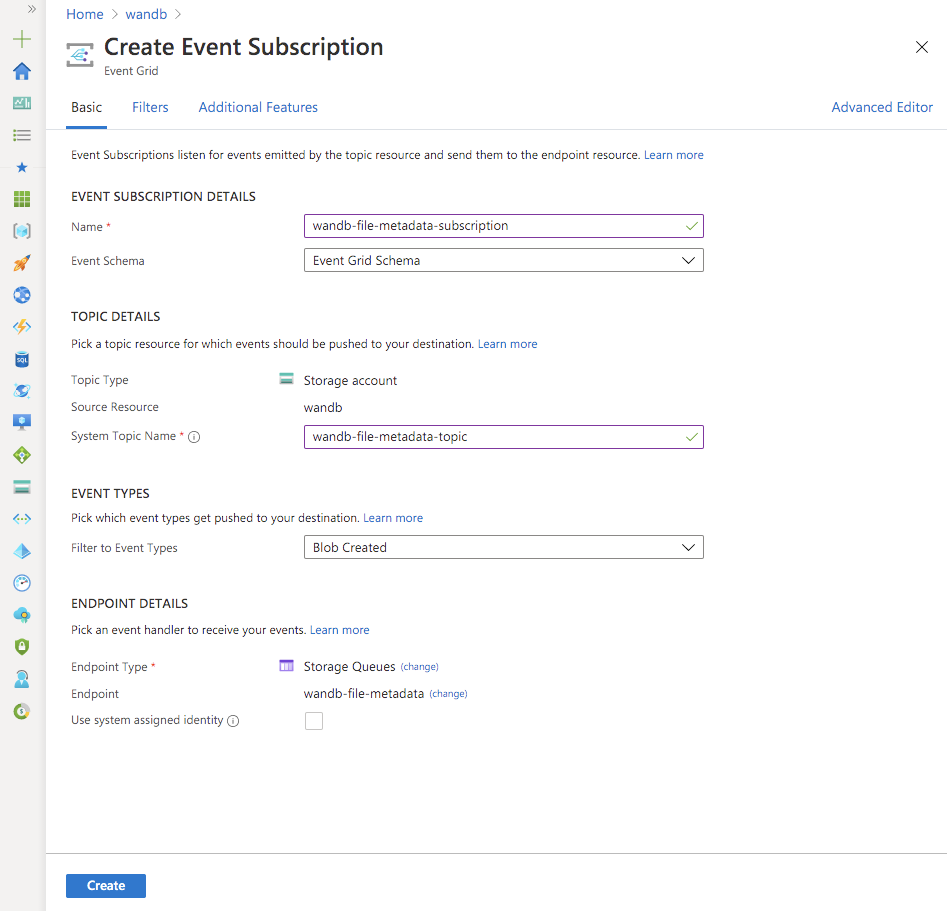 Home > wandb >
Create Event Subscription
Event Grid
Basic Filters Additional Features Advanced Editor
Event Subscriptions listen for events emitted by the topic resource and send them to the endpoint resource. Learn more
EVENT SUBSCRIPTION DETAILS
Name * wandb-file-metadata-subscription
Event Schema Event Grid Schema
TOPIC DETAILS
Pick a topic resource for which events should be pushed to your destination. Learn more
Topic Type Storage account
Source Resource wandb
System Topic Name * wandb-file-metadata-topic
EVENT TYPES
Pick which event types get pushed to your destination. Learn more
Filter to Event Types Blob Created
ENDPOINT DETAILS
Pick an event handler to receive your events. Learn more
Endpoint Type * Storage Queues (change)
Endpoint wandb-file-metadata (change)
Use system assigned identity
Create
SQL